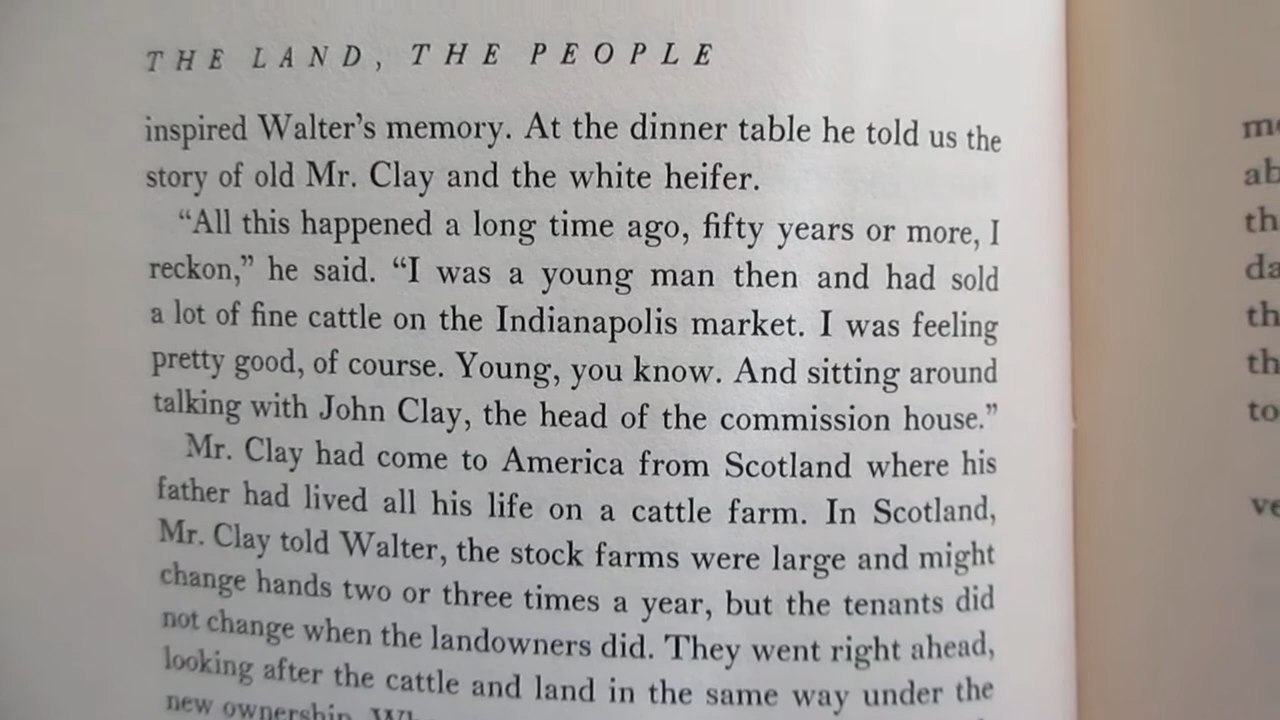 THE LAND, THE PEOPLE
inspired Walter's memory. At the dinner table he told us the
story of old Mr. Clay and the white heifer.
“All this happened a long time ago, fifty years or more, I
reckon,” he said. “I was a young man then and had sold
a lot of fine cattle on the Indianapolis market. I was feeling
pretty good, of course. Young, you know. And sitting around
talking with John Clay, the head of the commission house.”
Mr. Clay had come to America from Scotland where his
father had lived all his life on a cattle farm. In Scotland,
Mr. Clay told Walter, the stock farms were large and might
change hands two or three times a year, but the tenants did
not change when the landowners did. They went right ahead,
looking after the cattle and land in the same way under the
new ownership.
th
th
th
to